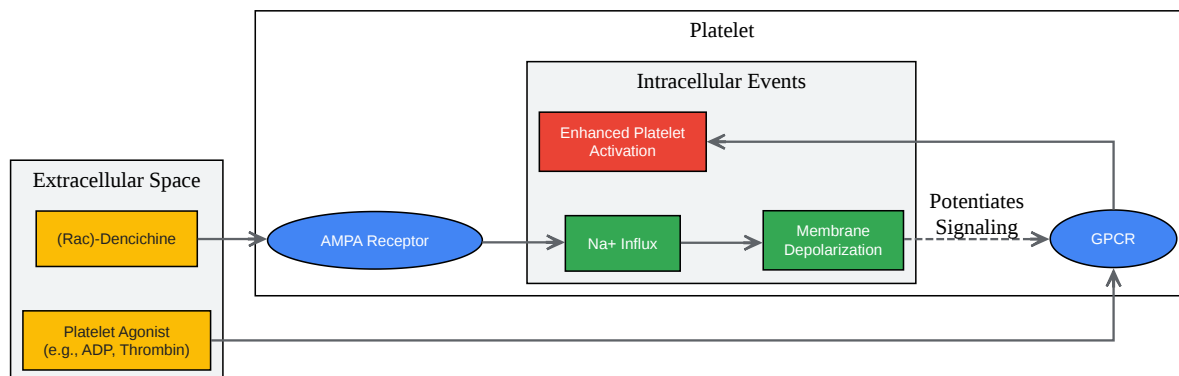 Platelet
Intracellular Events
Enhanced Platelet
Activation
Extracellular Space
(Rac)-Dencichine
AMPA Receptor
Na+ Influx
Membrane
Depolarization
Potentiates
Signaling
GPCR
Platelet Agonist
(e.g., ADP, Thrombin)